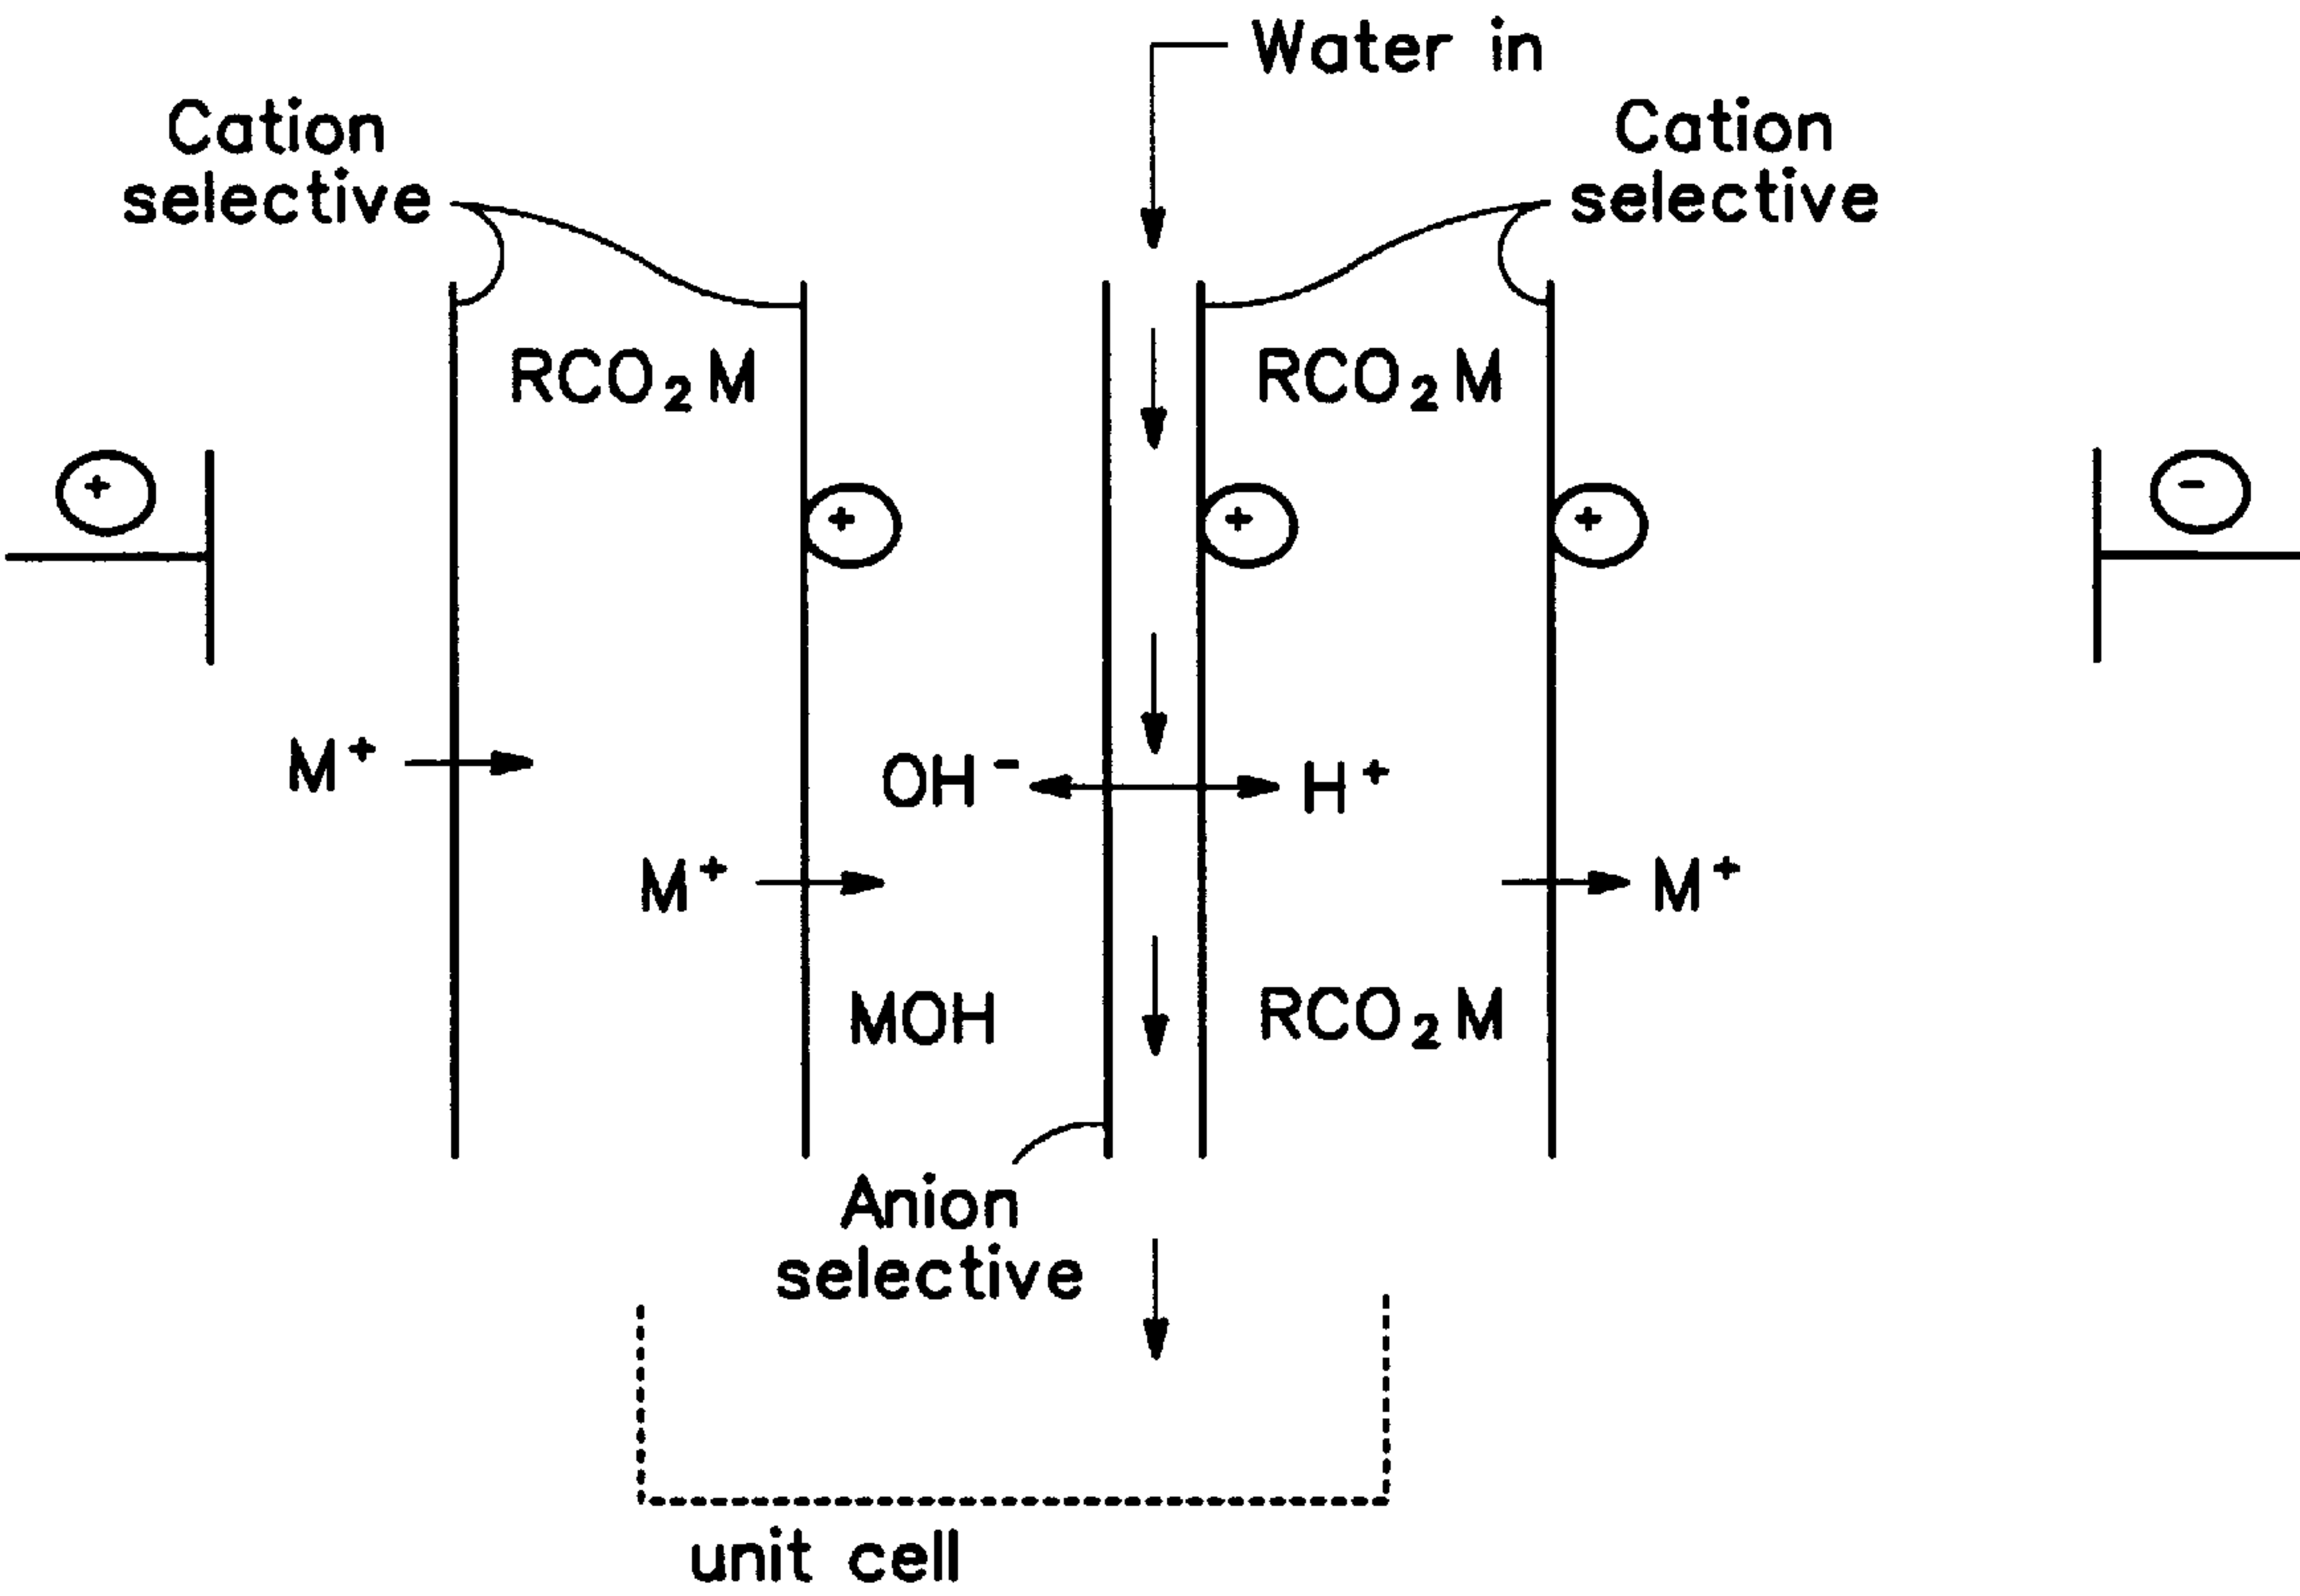 Water in
Cation
selective
Cation
selective
RCO₂M
RCO₂M
+
-
+
+
+
M⁺
OH⁻
H⁺
M⁺
M⁺
MOH
RCO₂M
Anion
selective
unit cell